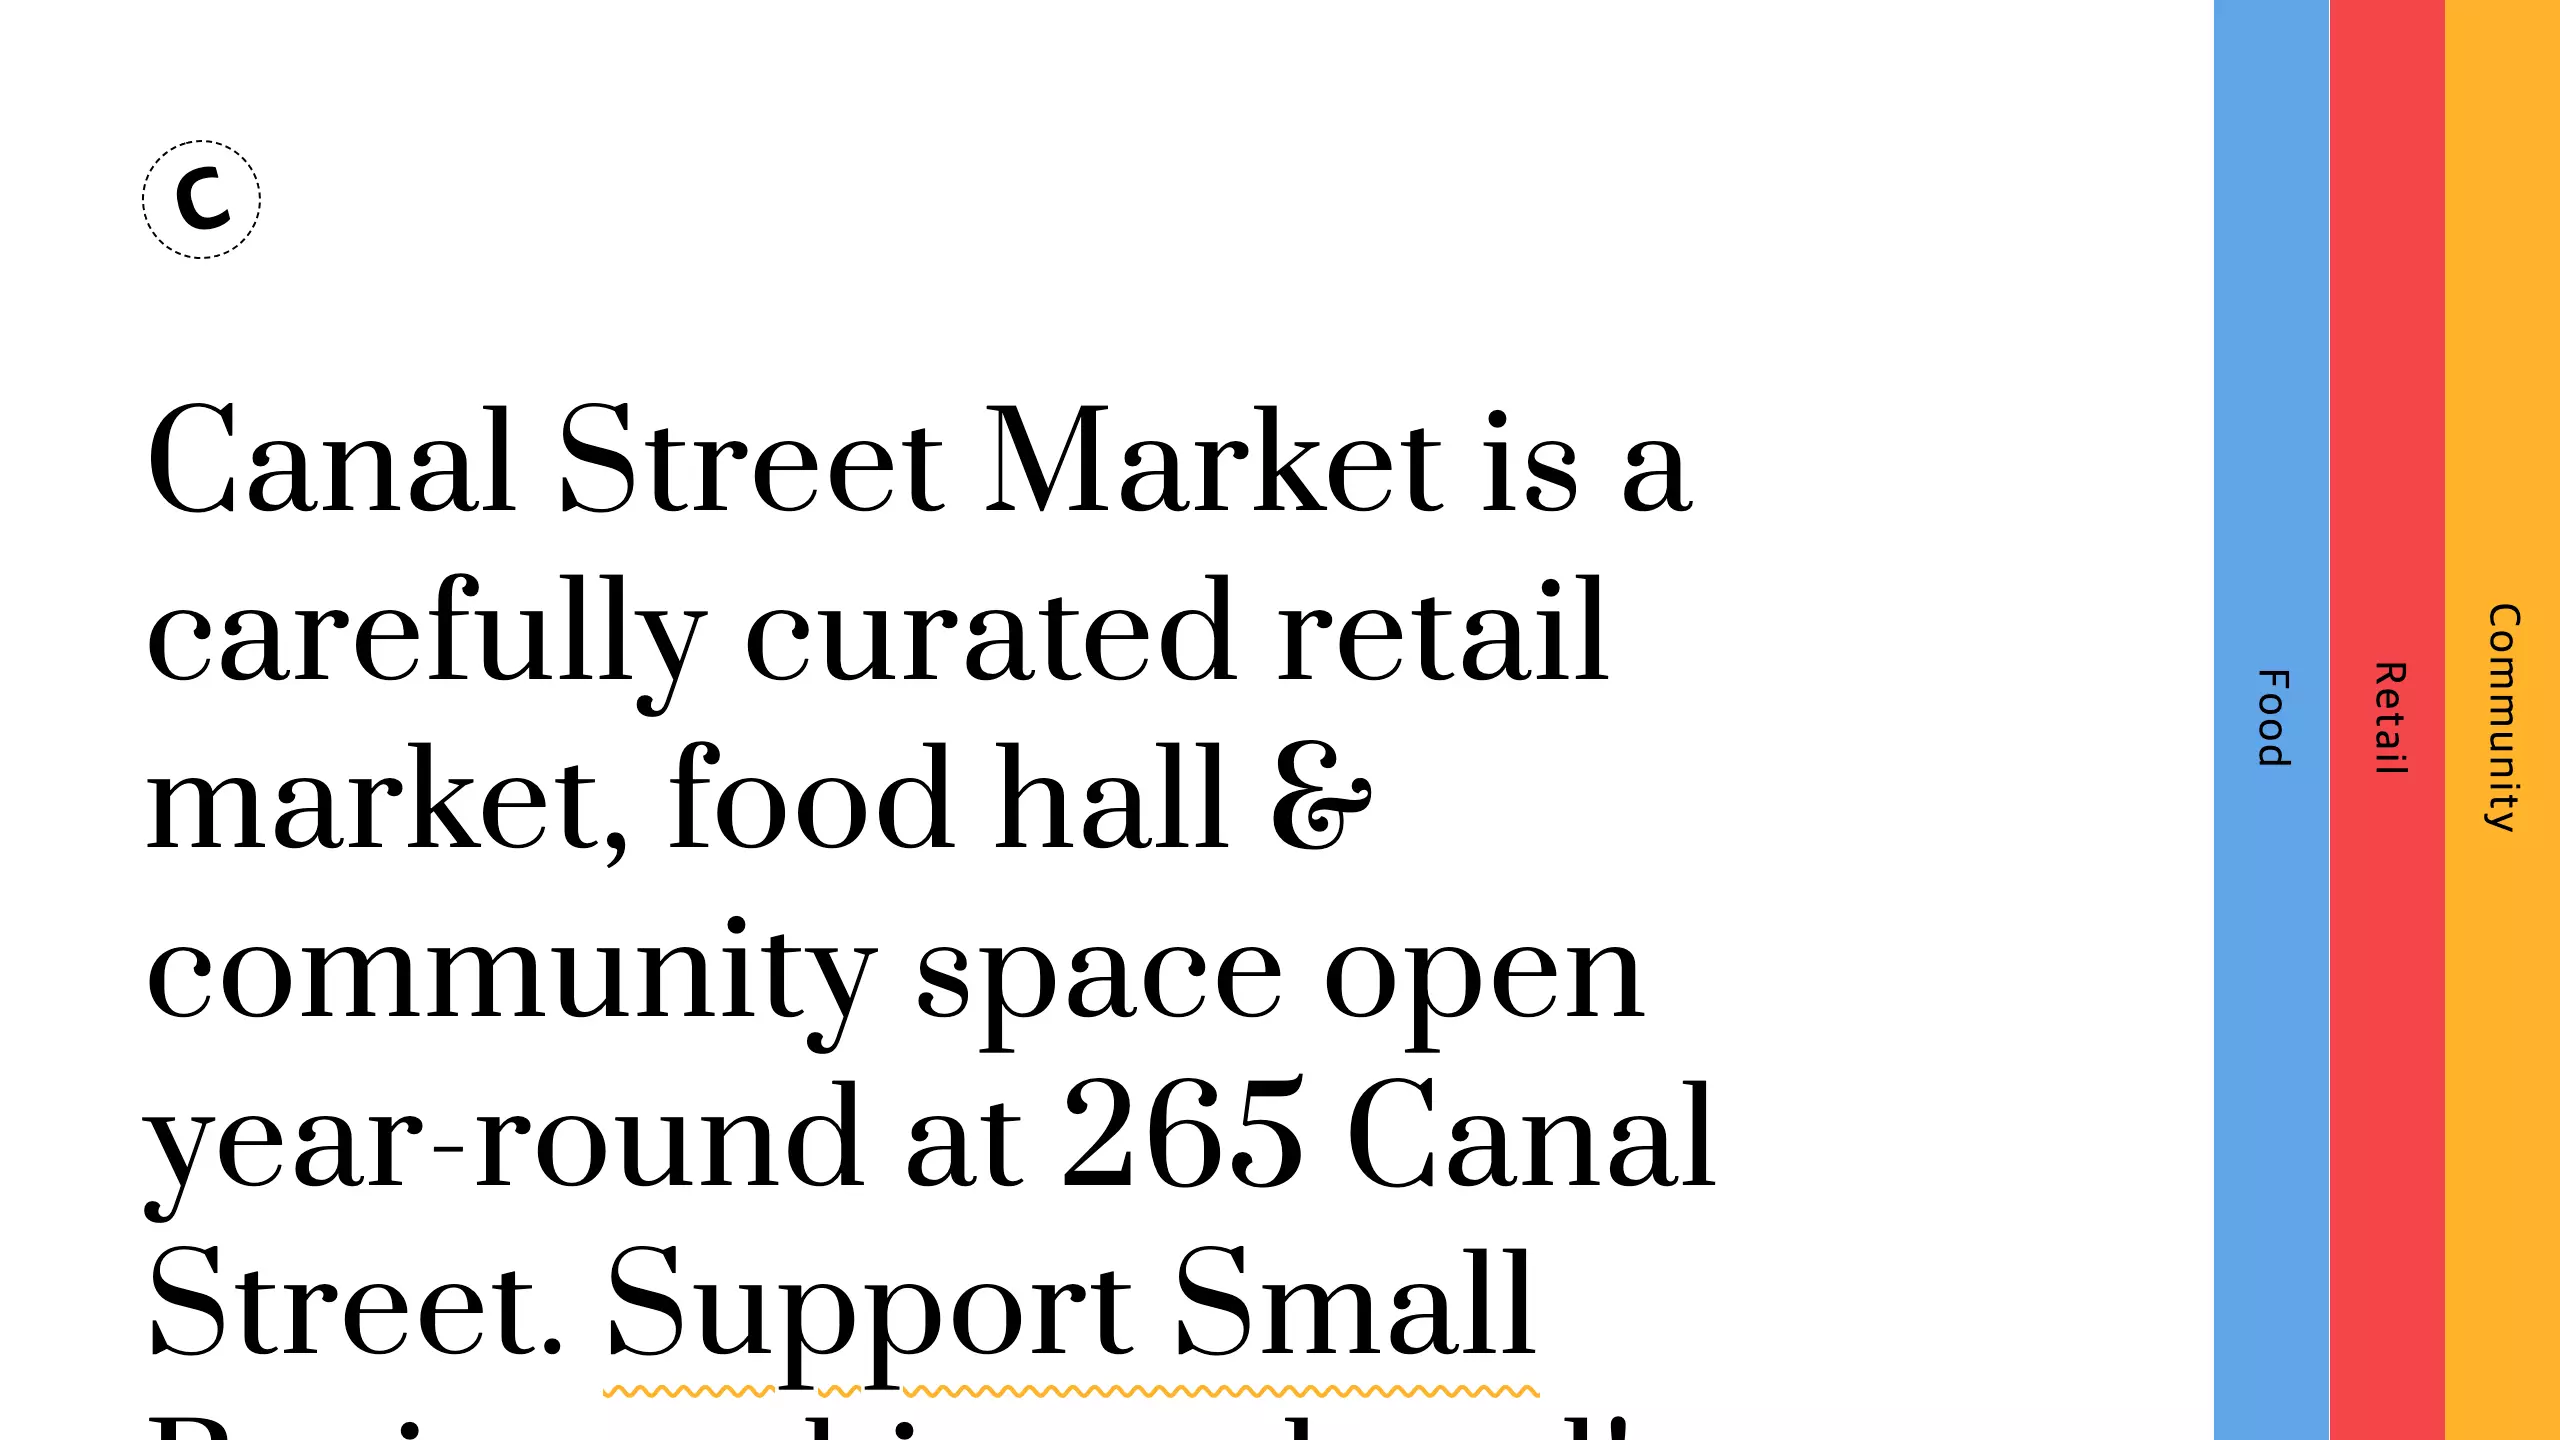 C
Canal Street Market is a
carefully curated retail
market, food hall &
community space open
year-round at 265 Canal
Street. Support Small
Food
Retail
Community